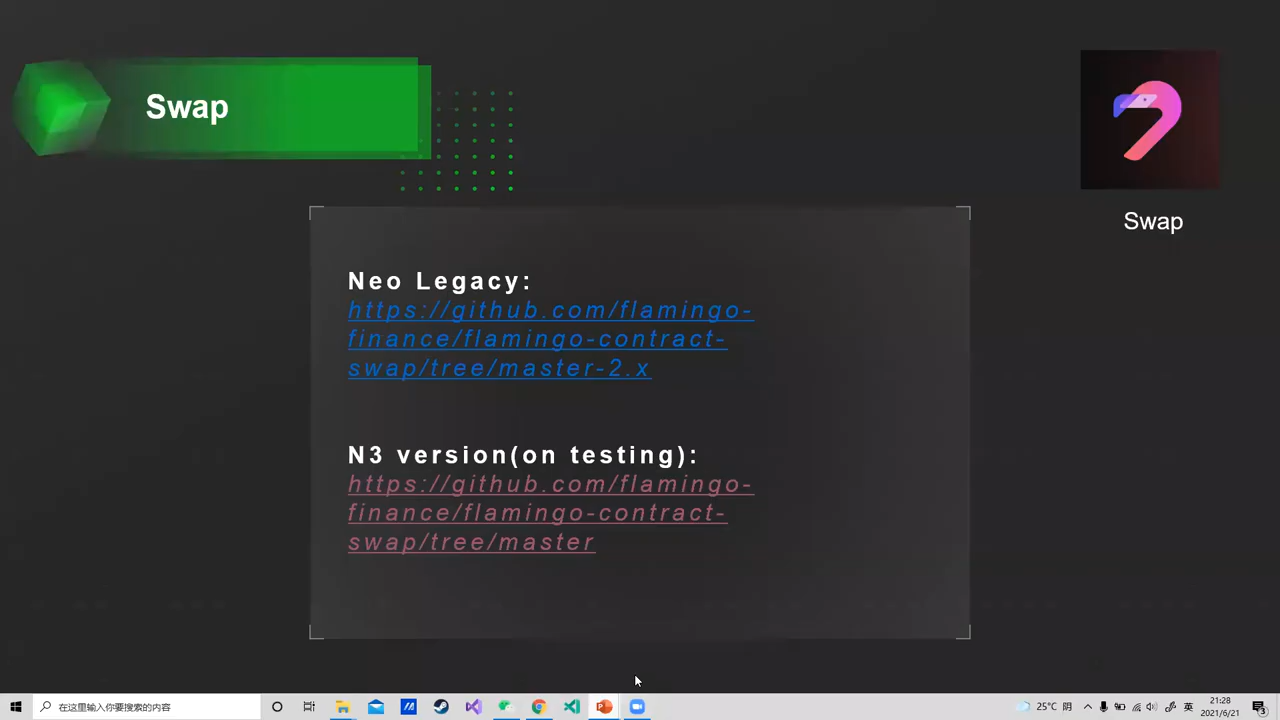 Swap
Swap
Neo Legacy:
https://github.com/flamingo-
finance/flamingo-contract-
swap/tree/master-2.x
N3 version(on testing):
https://github.com/flamingo-
finance/flamingo-contract-
swap/tree/master
在这里输入你要搜索的内容
25°C 阴
英
21:28
2021/6/21